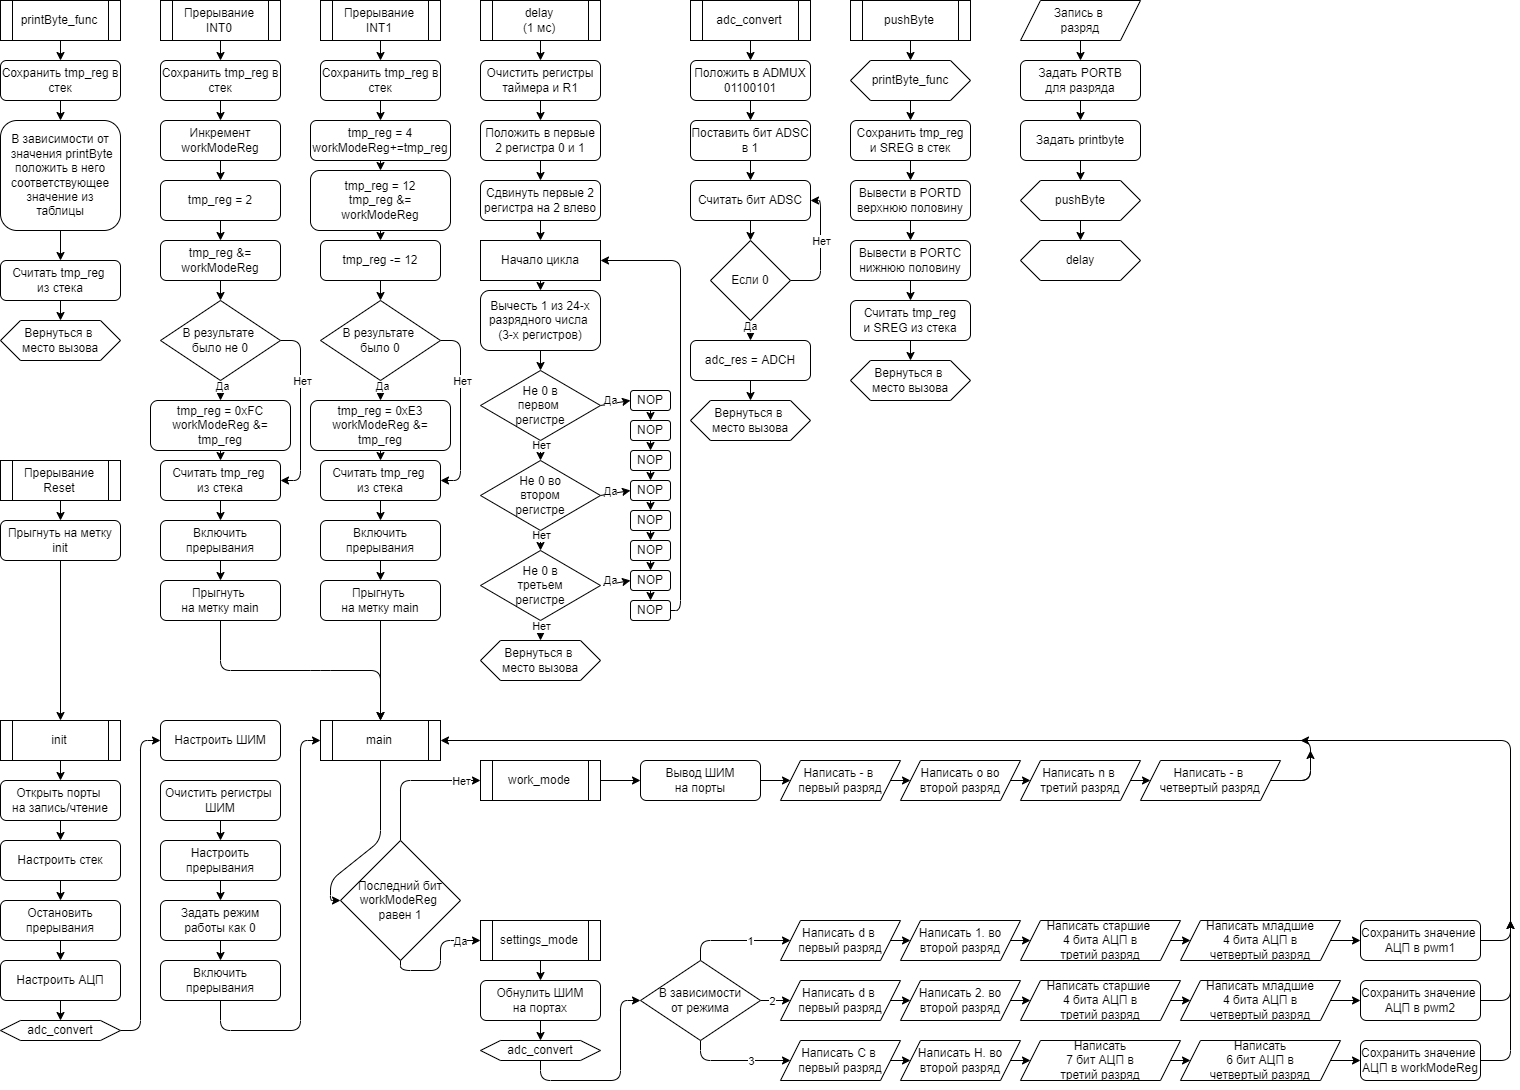 printByte_func
Сохранить tmp_reg в
стек
В зависимости от
значения printByte
положить в него
соответствующее
значение из
таблицы
Считать tmp_reg
из стека
Вернуться в
место вызова
Прерывание
Reset
Прыгнуть на метку
init
Прерывание
INT0
Сохранить tmp_reg в
стек
Инкремент
workModeReg
tmp_reg = 2
tmp_reg &=
workModeReg
В результате
было не 0
Да
Нет
tmp_reg = 0xFC
workModeReg &=
tmp_reg
Считать tmp_reg
из стека
Включить
прерывания
Прыгнуть
на метку main
Прерывание
INT1
Сохранить tmp_reg в
стек
tmp_reg = 4
workModeReg+=tmp_reg
tmp_reg = 12
tmp_reg &=
workModeReg
tmp_reg -= 12
В результате
было 0
Да
Нет
tmp_reg = 0xE3
workModeReg &=
tmp_reg
Считать tmp_reg
из стека
Включить
прерывания
Прыгнуть
на метку main
delay
(1 мс)
Очистить регистры
таймера и R1
Положить в первые
2 регистра 0 и 1
Сдвинуть первые 2
регистра на 2 влево
Начало цикла
Вычесть 1 из 24-х
разрядного числа
(3-х регистров)
Не 0 в
первом
регистре
Да
NOP
NOP
Нет
NOP
Не 0 во
втором
регистре
Да
NOP
NOP
Нет
NOP
Не 0 в
третьем
регистре
Да
NOP
NOP
Нет
Вернуться в
место вызова
adc_convert
Положить в ADMUX
01100101
Поставить бит ADSC
в 1
Считать бит ADSC
Нет
Если 0
Да
adc_res = ADCH
Вернуться в
место вызова
pushByte
printByte_func
Сохранить tmp_reg
и SREG в стек
Вывести в PORTD
верхнюю половину
Вывести в PORTC
нижнюю половину
Считать tmp_reg
и SREG из стека
Вернуться в
место вызова
Запись в
разряд
Задать PORTB
для разряда
Задать printbyte
pushByte
delay
init
Открыть порты
на запись/чтение
Настроить стек
Остановить
прерывания
Настроить АЦП
adc_convert
Настроить ШИМ
Очистить регистры
ШИМ
Настроить
прерывания
Задать режим
работы как 0
Включить
прерывания
main
Последний бит
workModeReg
равен 1
Нет
work_mode
Вывод ШИМ
на порты
Написать - в
первый разряд
Написать o во
второй разряд
Написать n в
третий разряд
Написать - в
четвертый разряд
Да
settings_mode
Обнулить ШИМ
на портах
adc_convert
В зависимости
от режима
1
Написать d в
первый разряд
Написать 1. во
второй разряд
Написать старшие
4 бита АЦП в
третий разряд
Написать младшие
4 бита АЦП в
четвертый разряд
Сохранить значение
АЦП в pwm1
2
Написать d в
первый разряд
Написать 2. во
второй разряд
Написать старшие
4 бита АЦП в
третий разряд
Написать младшие
4 бита АЦП в
четвертый разряд
Сохранить значение
АЦП в pwm2
3
Написать C в
первый разряд
Написать H. во
второй разряд
Написать
7 бит АЦП в
третий разряд
Написать
6 бит АЦП в
четвертый разряд
Сохранить значение
АЦП в workModeReg